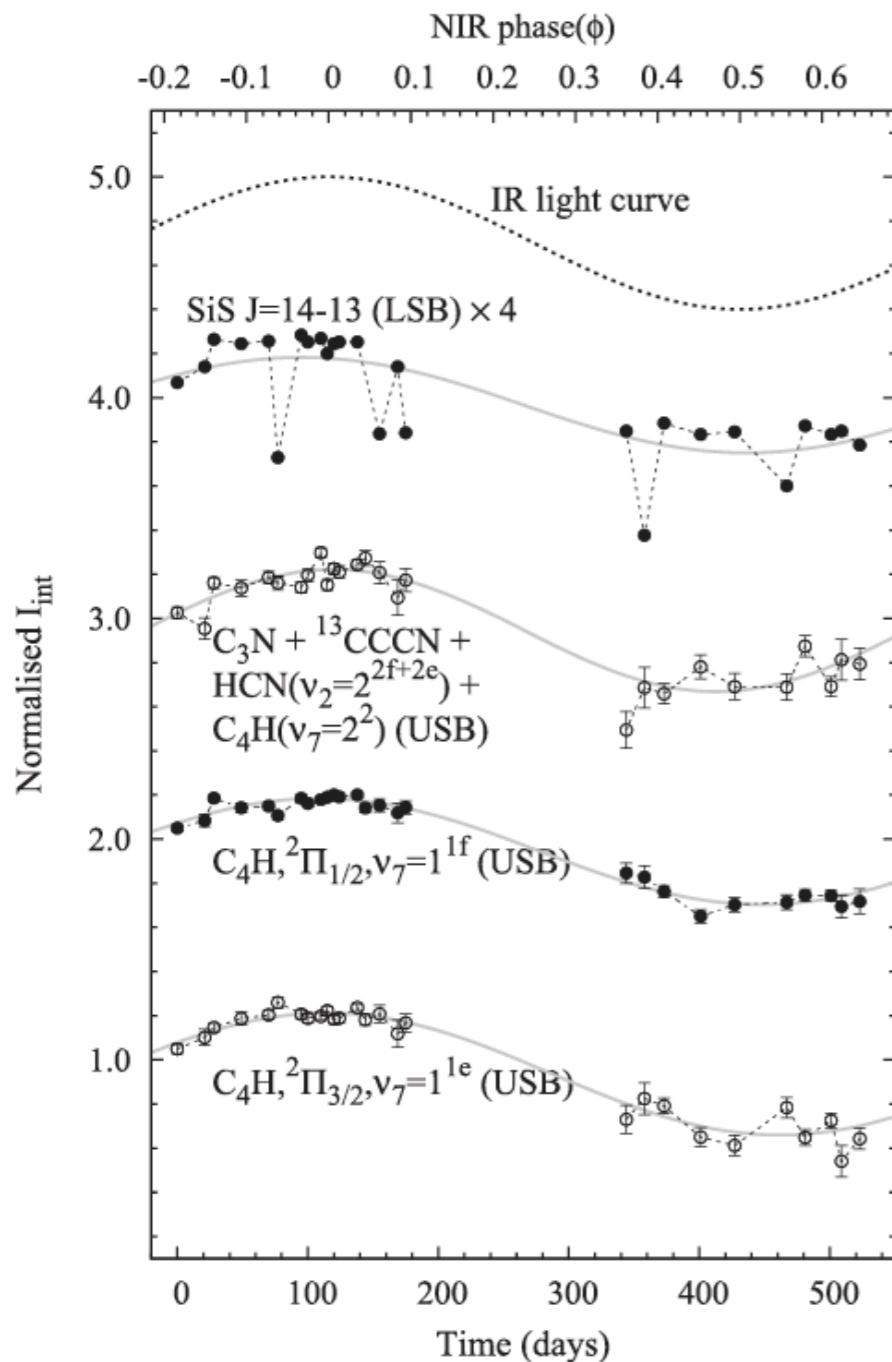 NIR phase(ϕ)
-0.2 -0.1 0 0.1 0.2 0.3 0.4 0.5 0.6
5.0
IR light curve
SiS J=14-13 (LSB) × 4
4.0
3.0
C₃N + ¹³CCCN +
HCN(ν₂=2²ᶠ⁺²ᵉ) +
C₄H(ν₇=2²) (USB)
Normalised I_int
2.0
C₄H,²Π₁/₂,ν₇=1¹ᶠ (USB)
1.0
C₄H,²Π₃/₂,ν₇=1¹ᵉ (USB)
0 100 200 300 400 500
Time (days)